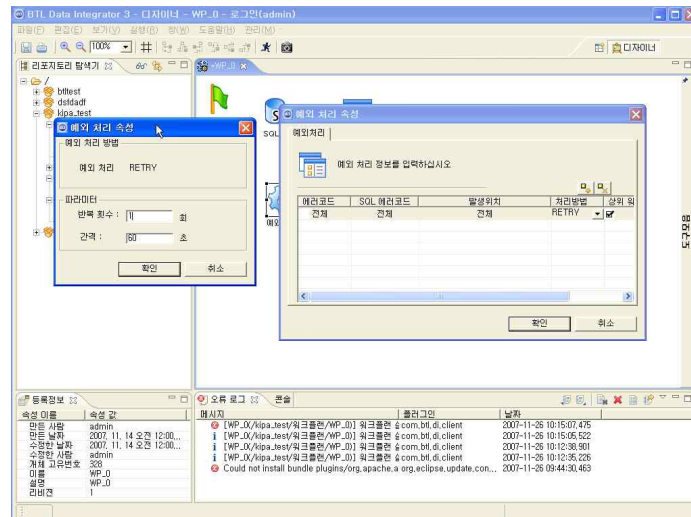 BTL Data Integrator 3 - 디자이너 - WP_0 - 로그인(admin)
파일(F) 편집(E) 보기(V) 실행(R) 창(W) 도움말(H) 관리(M)
100% 디자이너
리포지토리 탐색기 *WP_0
/
btltest
dsfdadf
kipa_test
SQL
예외 처리 속성
예외 처리 방법
예외 처리 RETRY
파라미터
반복 횟수 : 1 회
간격 : 60 초
확인 취소
예외 처리 속성
예외처리
예외 처리 정보를 입력하십시오
에러코드 SQL 에러코드 발생위치 처리방법 상위 워
전체 전체 전체 RETRY
확인 취소
도구모음
등록정보
속성 이름 속성 값
만든 사람 admin
만든 날짜 2007. 11. 14 오전 12:00...
수정한 날짜 2007. 11. 14 오전 12:00...
수정한 사람 admin
개체 고유번호 328
이름 WP_0
설명 WP_0
리비젼 1
오류 로그 콘솔
메시지 플러그인 날짜
[WP_0(/kipa_test/워크플랜/WP_0)] 워크플랜 com.btl.di.client 2007-11-26 10:15:07.475
[WP_0(/kipa_test/워크플랜/WP_0)] 워크플랜 com.btl.di.client 2007-11-26 10:15:05.522
[WP_0(/kipa_test/워크플랜/WP_0)] 워크플랜 com.btl.di.client 2007-11-26 10:12:38.901
[WP_0(/kipa_test/워크플랜/WP_0)] 워크플랜 com.btl.di.client 2007-11-26 10:12:35.226
Could not install bundle plugins/org.apache.a org.eclipse.update.con... 2007-11-26 09:44:30.463